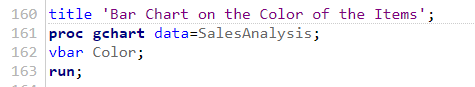 160 title 'Bar Chart on the Color of the Items';
161 proc gchart data=SalesAnalysis;
162 vbar Color;
163 run;
164